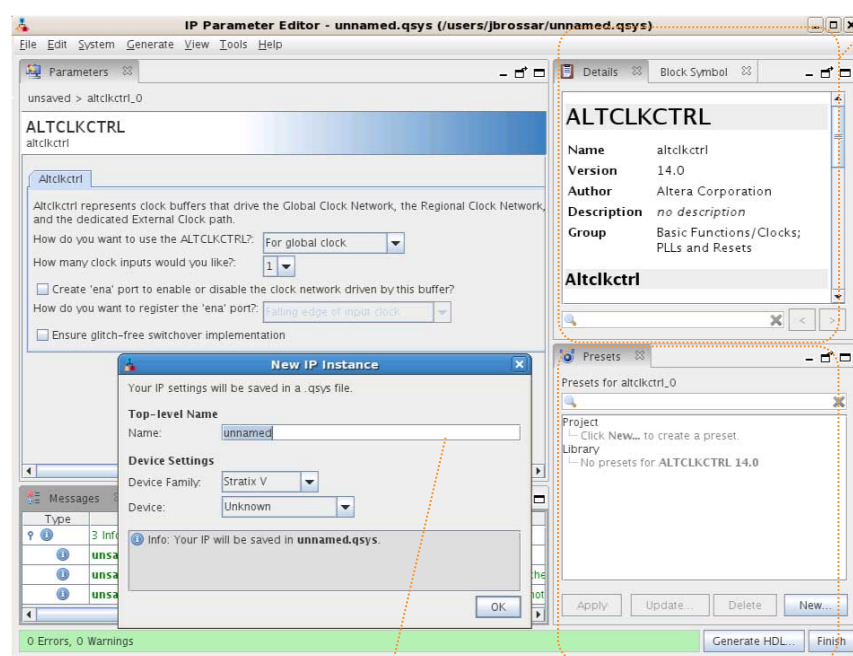 IP Parameter Editor - unnamed.qsys (/users/jbrossar/unnamed.qsys)
File Edit System Generate View Tools Help
Parameters
unsaved > altclkctrl_0
ALTCLKCTRL
altclkctrl
Altclkctrl
Altclkctrl represents clock buffers that drive the Global Clock Network, the Regional Clock Network,
and the dedicated External Clock path.
How do you want to use the ALTCLKCTRL?: For global clock
How many clock inputs would you like?: 1
Create 'ena' port to enable or disable the clock network driven by this buffer?
How do you want to register the 'ena' port?: Falling edge of input clock
Ensure glitch-free switchover implementation
Details Block Symbol
ALTCLKCTRL
Name altclkctrl
Version 14.0
Author Altera Corporation
Description no description
Group Basic Functions/Clocks;
PLLs and Resets
Altclkctrl
< >
Presets
Presets for altclkctrl_0
Project
Click New... to create a preset.
Library
No presets for ALTCLKCTRL 14.0
Apply Update... Delete New...
New IP Instance
Your IP settings will be saved in a .qsys file.
Top-level Name
Name: unnamed
Device Settings
Device Family: Stratix V
Device: Unknown
Info: Your IP will be saved in unnamed.qsys.
OK
Messages
Type
3 Info
unsa
unsa the
unsa not
0 Errors, 0 Warnings
Generate HDL... Finish